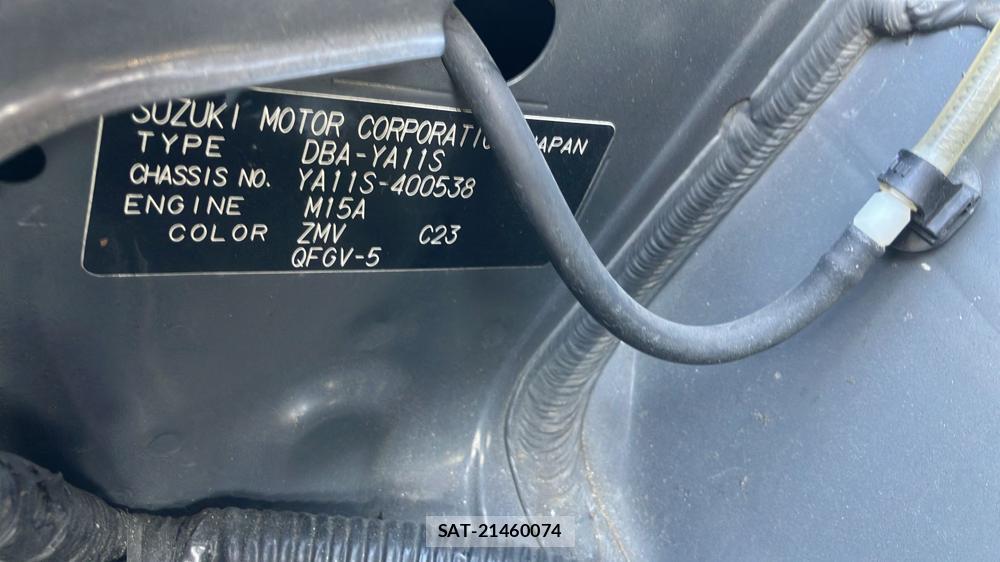 SUZUKI MOTOR CORPORATION JAPAN
TYPE DBA-YA11S
CHASSIS NO. YA11S-400538
ENGINE M15A
COLOR ZMV C23
QFGV-5
SAT-21460074